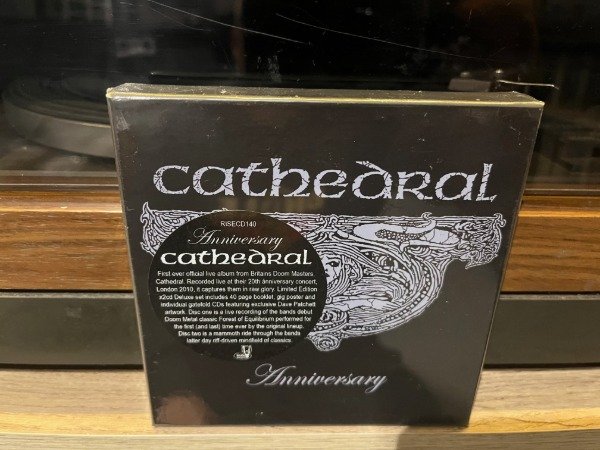 cathedral
RISECD140
Anniversary
cathedral
First ever official live album from Britains Doom Masters
Cathedral. Recorded live at their 20th anniversary concert,
London 2010, it captures them in raw glory. Limited Edition
x2cd Deluxe set includes 40 page booklet, gig poster and
individual gatefold CDs featuring exclusive Dave Patchett
artwork. Disc one is a live recording of the bands debut
Doom Metal classic Forest of Equilibrium performed for
the first (and last) time ever by the original lineup.
Disc two is a mammoth ride through the bands
latter day riff-driven mindfield of classics.
Anniversary